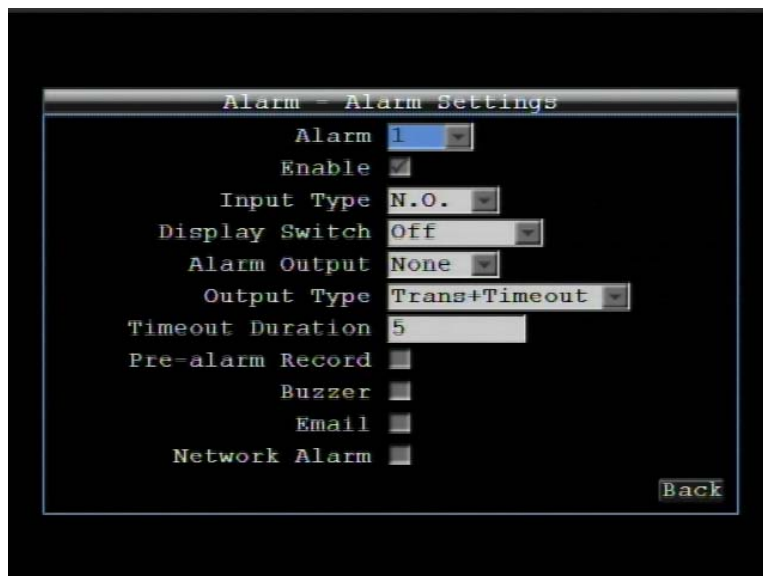 Alarm - Alarm Settings
Alarm 1
Enable
Input Type N.O.
Display Switch Off
Alarm Output None
Output Type Trans+Timeout
Timeout Duration 5
Pre-alarm Record
Buzzer
Email
Network Alarm
Back